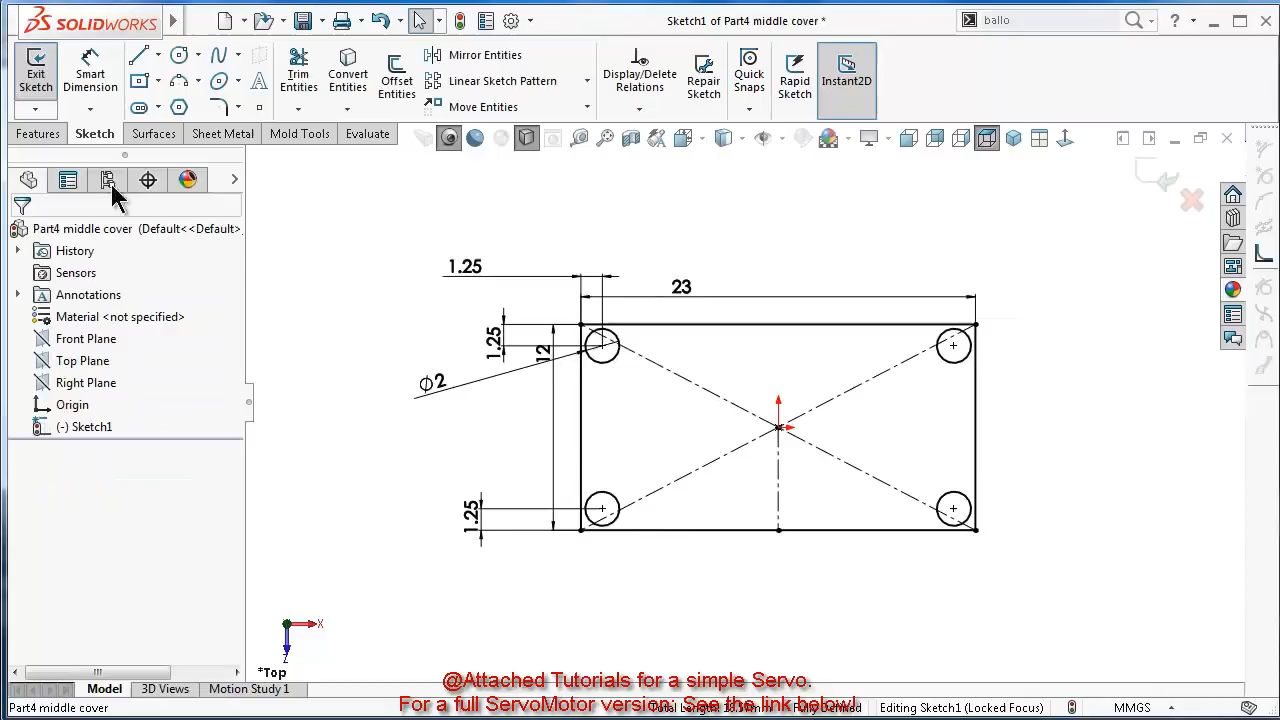 SOLIDWORKS
Sketch1 of Part4 middle cover *
ballo
Exit Sketch
Smart Dimension
Trim Entities
Convert Entities
Offset Entities
Mirror Entities
Linear Sketch Pattern
Move Entities
Display/Delete Relations
Repair Sketch
Quick Snaps
Rapid Sketch
Instant2D
Features
Sketch
Surfaces
Sheet Metal
Mold Tools
Evaluate
Part4 middle cover (Default<<Default>
History
Sensors
Annotations
Material <not specified>
Front Plane
Top Plane
Right Plane
Origin
(-) Sketch1
1.25
23
1.25
12
∅2
1.25
X
Z
*Top
Model
3D Views
Motion Study 1
@Attached Tutorials for a simple Servo.
For a full ServoMotor version: See the link below!
Part4 middle cover
Editing Sketch1 (Locked Focus)
MMGS